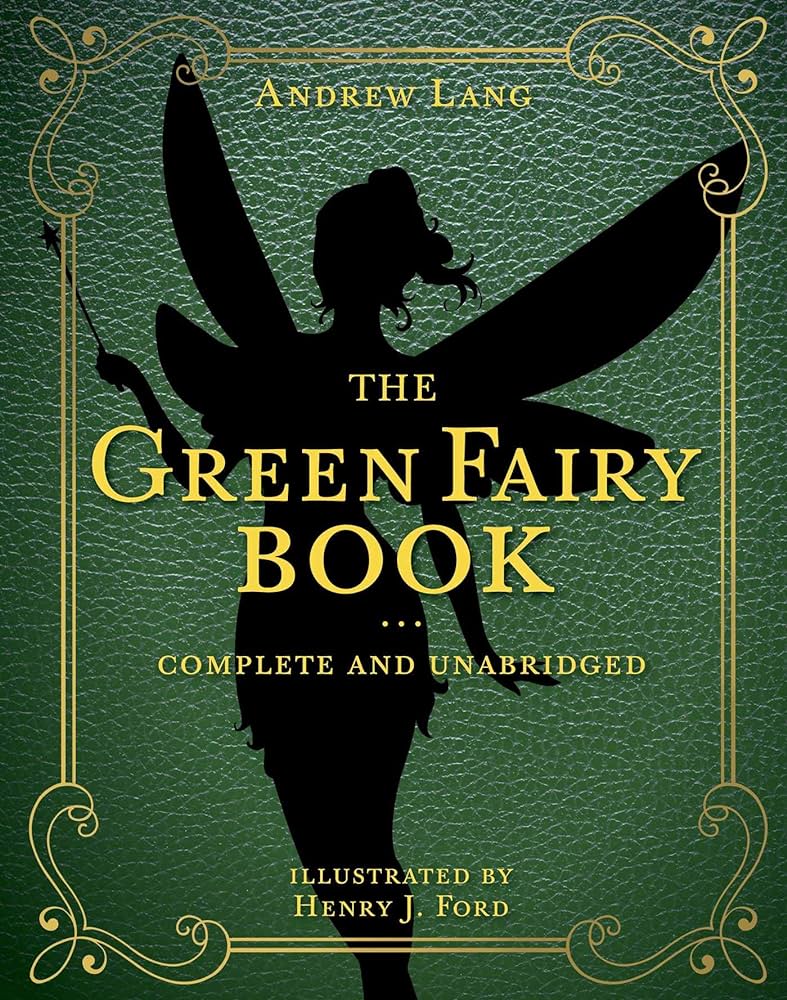 ANDREW LANG
THE
GREEN FAIRY
BOOK
...
COMPLETE AND UNABRIDGED
ILLUSTRATED BY
HENRY J. FORD